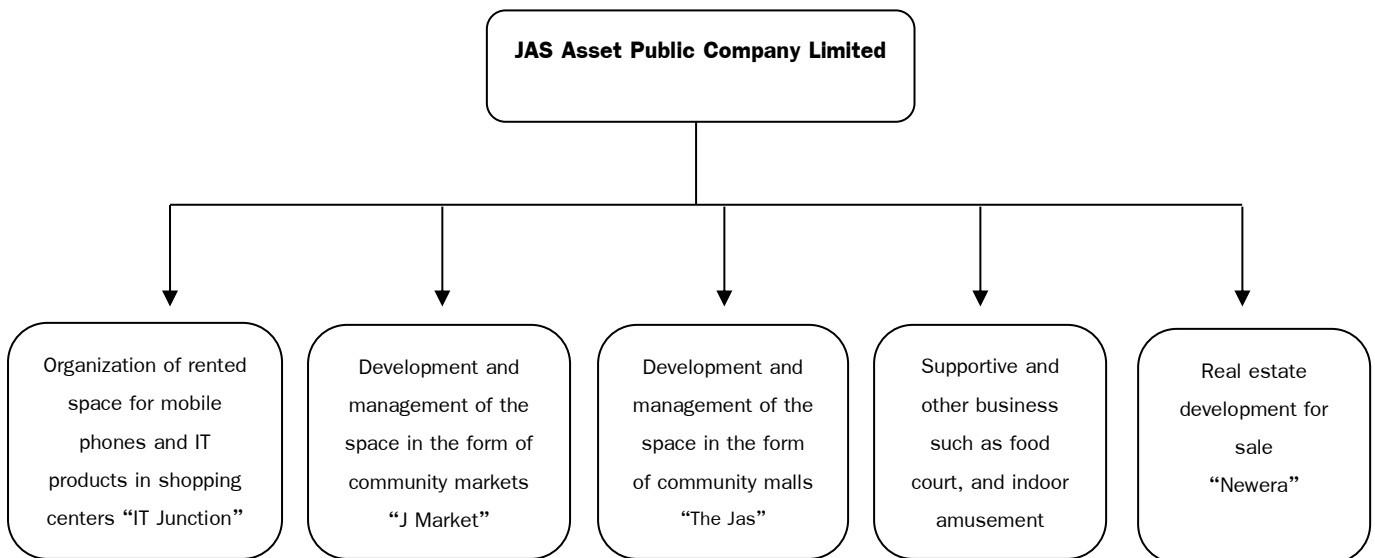 JAS Asset Public Company Limited
Organization of rented
space for mobile
phones and IT
products in shopping
centers “IT Junction”
Development and
management of the
space in the form of
community markets
“J Market”
Development and
management of the
space in the form
of community malls
“The Jas”
Supportive and
other business
such as food
court, and indoor
amusement
Real estate
development for
sale
“Newera”